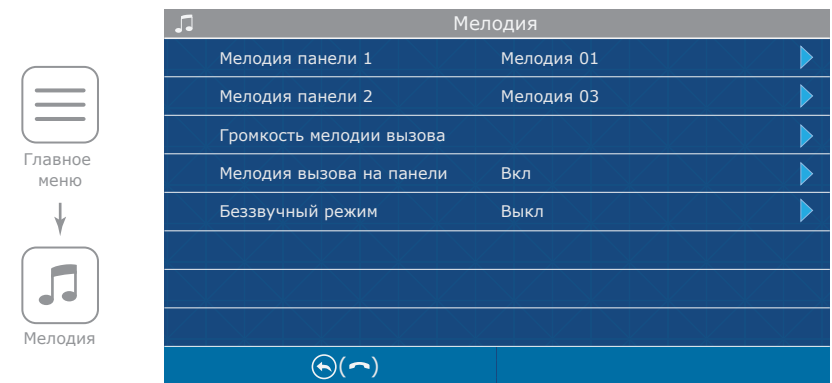 Главное
меню
Мелодия
Мелодия
Мелодия панели 1 Мелодия 01
Мелодия панели 2 Мелодия 03
Громкость мелодии вызова
Мелодия вызова на панели Вкл
Беззвучный режим Выкл